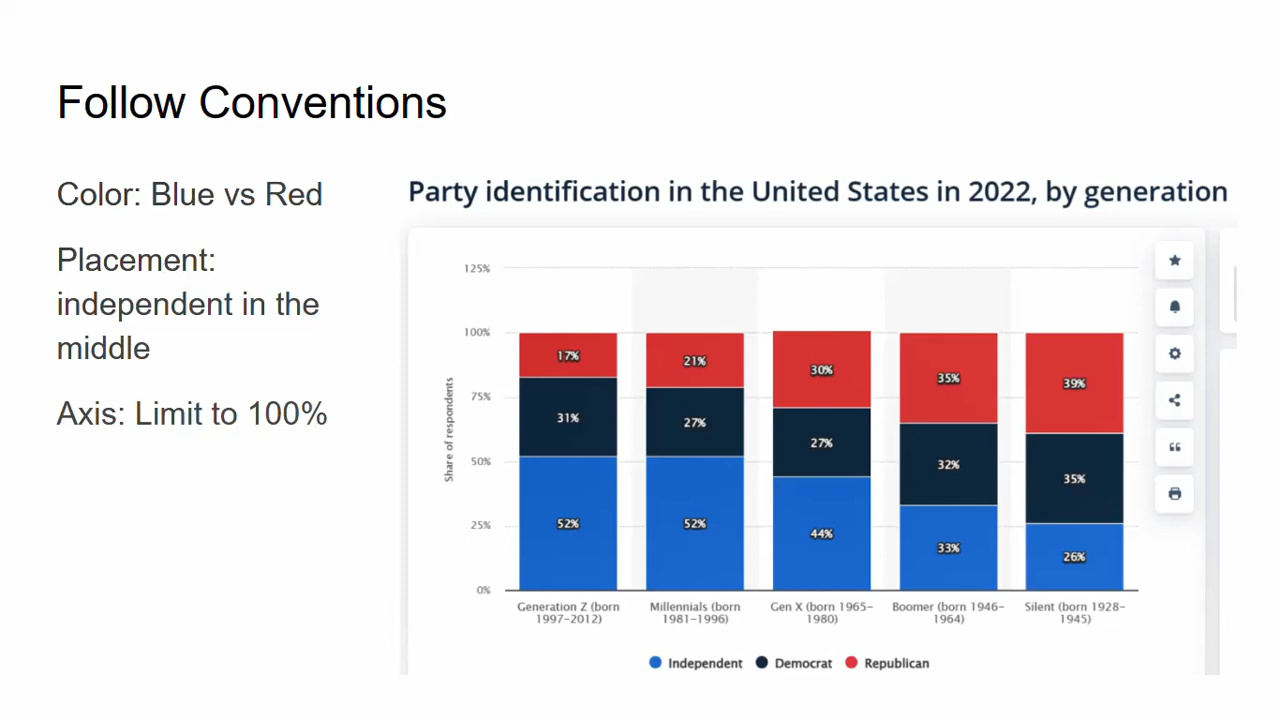 Follow Conventions
Color: Blue vs Red
Placement:
independent in the
middle
Axis: Limit to 100%
Party identification in the United States in 2022, by generation
Share of respondents
125%
100%
75%
50%
25%
0%
17%
21%
30%
35%
39%
31%
27%
27%
32%
35%
52%
52%
44%
33%
26%
Generation Z (born
1997–2012)
Millennials (born
1981–1996)
Gen X (born 1965–
1980)
Boomer (born 1946–
1964)
Silent (born 1928–
1945)
Independent Democrat Republican